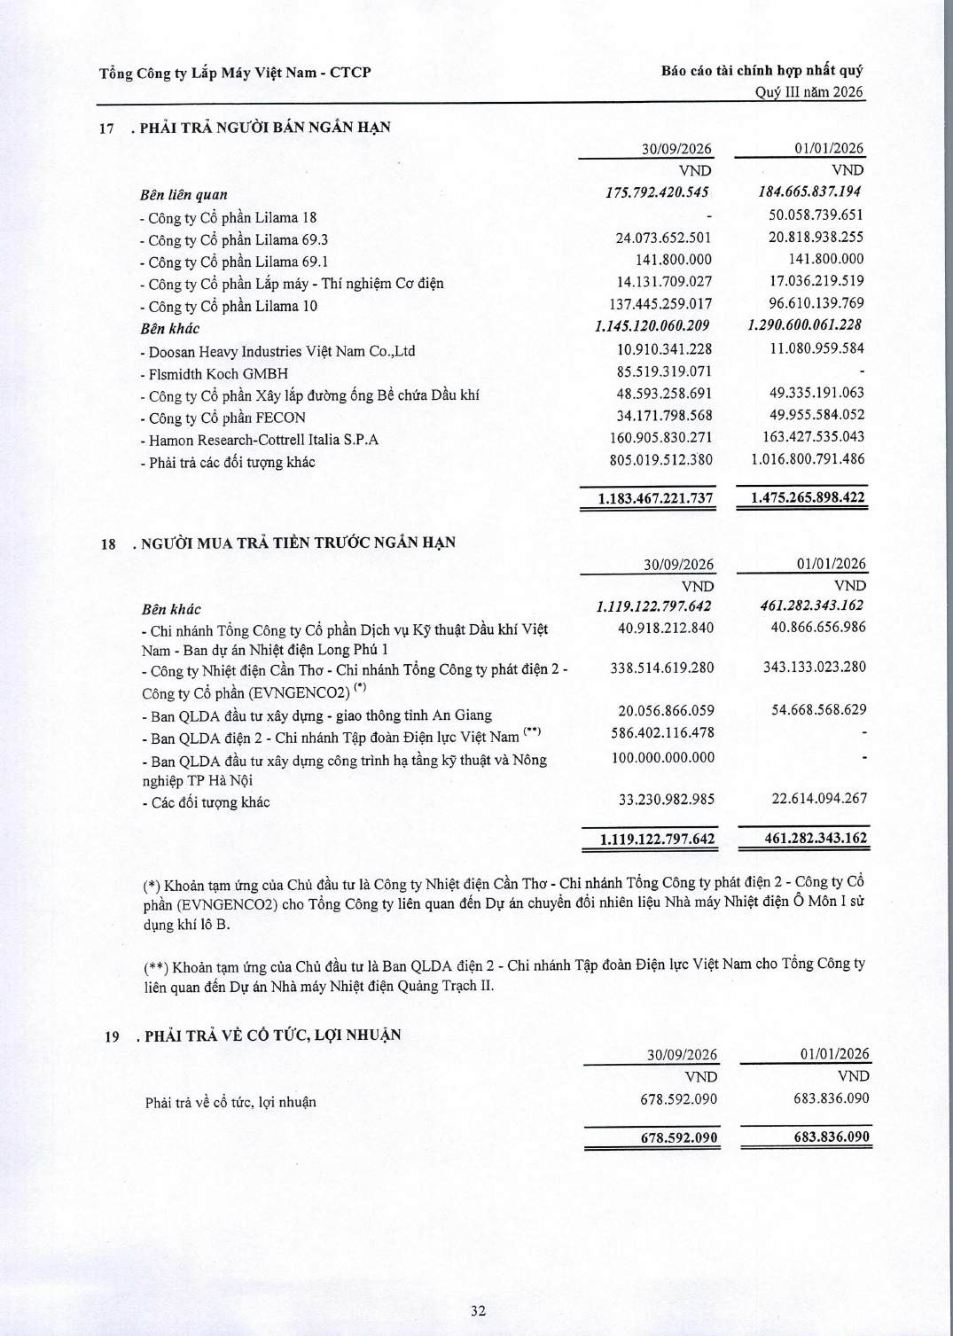 Tổng Công ty Lắp Máy Việt Nam - CTCP
Báo cáo tài chính hợp nhất quý
Quý III năm 2026
17 . PHẢI TRẢ NGƯỜI BÁN NGẮN HẠN
30/09/2026 01/01/2026
VND VND
Bên liên quan 175.792.420.545 184.665.837.194
- Công ty Cổ phần Lilama 18 - 50.058.739.651
- Công ty Cổ phần Lilama 69.3 24.073.652.501 20.818.938.255
- Công ty Cổ phần Lilama 69.1 141.800.000 141.800.000
- Công ty Cổ phần Lắp máy - Thí nghiệm Cơ điện 14.131.709.027 17.036.219.519
- Công ty Cổ phần Lilama 10 137.445.259.017 96.610.139.769
Bên khác 1.145.120.060.209 1.290.600.061.228
- Doosan Heavy Industries Việt Nam Co.,Ltd 10.910.341.228 11.080.959.584
- Flsmidth Koch GMBH 85.519.319.071 -
- Công ty Cổ phần Xây lắp đường ống Bể chứa Dầu khí 48.593.258.691 49.335.191.063
- Công ty Cổ phần FECON 34.171.798.568 49.955.584.052
- Hamon Research-Cottrell Italia S.P.A 160.905.830.271 163.427.535.043
- Phải trả các đối tượng khác 805.019.512.380 1.016.800.791.486
1.183.467.221.737 1.475.265.898.422
18 . NGƯỜI MUA TRẢ TIỀN TRƯỚC NGẮN HẠN
30/09/2026 01/01/2026
VND VND
Bên khác 1.119.122.797.642 461.282.343.162
- Chi nhánh Tổng Công ty Cổ phần Dịch vụ Kỹ thuật Dầu khí Việt 40.918.212.840 40.866.656.986
Nam - Ban dự án Nhiệt điện Long Phú 1
- Công ty Nhiệt điện Cần Thơ - Chi nhánh Tổng Công ty phát điện 2 - 338.514.619.280 343.133.023.280
Công ty Cổ phần (EVNGENCO2) (*)
- Ban QLDA đầu tư xây dựng - giao thông tỉnh An Giang 20.056.866.059 54.668.568.629
- Ban QLDA điện 2 - Chi nhánh Tập đoàn Điện lực Việt Nam (**) 586.402.116.478 -
- Ban QLDA đầu tư xây dựng công trình hạ tầng kỹ thuật và Nông 100.000.000.000 -
nghiệp TP Hà Nội
- Các đối tượng khác 33.230.982.985 22.614.094.267
1.119.122.797.642 461.282.343.162
(*) Khoản tạm ứng của Chủ đầu tư là Công ty Nhiệt điện Cần Thơ - Chi nhánh Tổng Công ty phát điện 2 - Công ty Cổ
phần (EVNGENCO2) cho Tổng Công ty liên quan đến Dự án chuyển đổi nhiên liệu Nhà máy Nhiệt điện Ô Môn I sử
dụng khí lô B.
(**) Khoản tạm ứng của Chủ đầu tư là Ban QLDA điện 2 - Chi nhánh Tập đoàn Điện lực Việt Nam cho Tổng Công ty
liên quan đến Dự án Nhà máy Nhiệt điện Quảng Trạch II.
19 . PHẢI TRẢ VỀ CỔ TỨC, LỢI NHUẬN
30/09/2026 01/01/2026
VND VND
Phải trả về cổ tức, lợi nhuận 678.592.090 683.836.090
678.592.090 683.836.090
32